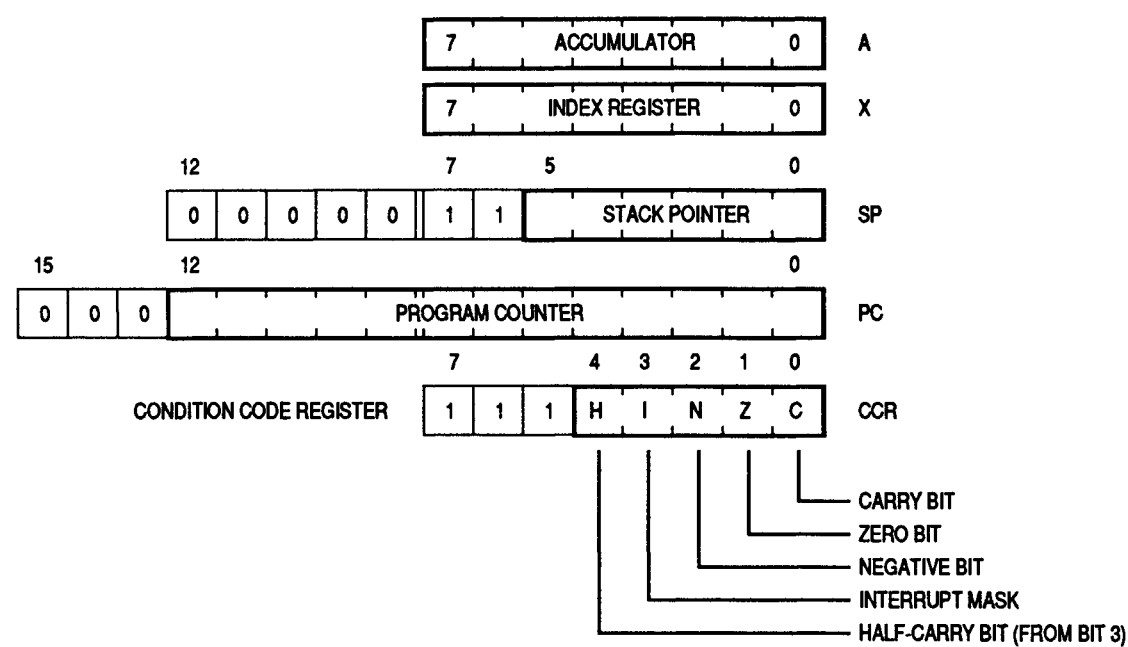 7 ACCUMULATOR 0 A
7 INDEX REGISTER 0 X
12 7 5 0
0 0 0 0 0 1 1 STACK POINTER SP
15 12 0
0 0 0 PROGRAM COUNTER PC
7 4 3 2 1 0
CONDITION CODE REGISTER 1 1 1 H I N Z C CCR
CARRY BIT
ZERO BIT
NEGATIVE BIT
INTERRUPT MASK
HALF-CARRY BIT (FROM BIT 3)